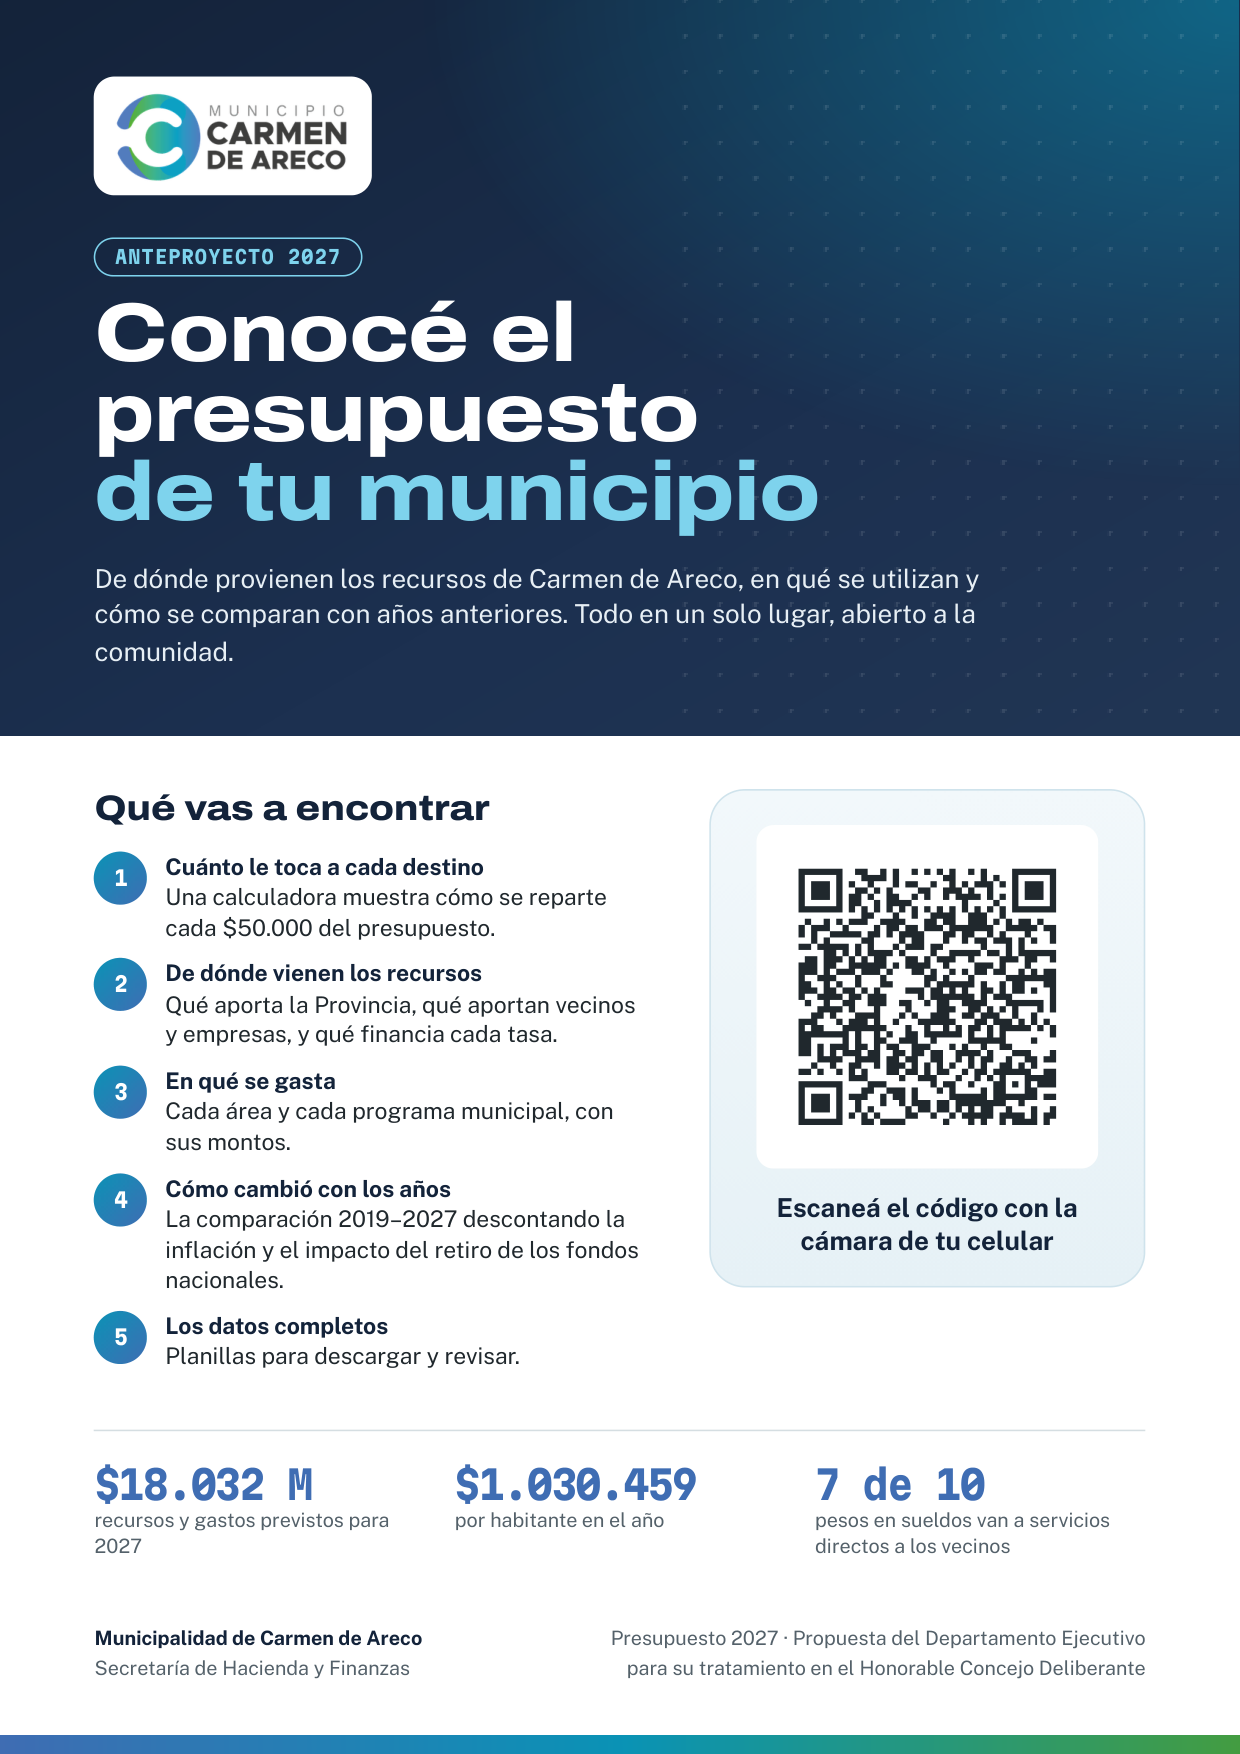 MUNICIPIO
CARMEN
DE ARECO
ANTEPROYECTO 2027
Conocé el
presupuesto
de tu municipio
De dónde provienen los recursos de Carmen de Areco, en qué se utilizan y
cómo se comparan con años anteriores. Todo en un solo lugar, abierto a la
comunidad.
Qué vas a encontrar
1
Cuánto le toca a cada destino
Una calculadora muestra cómo se reparte
cada $50.000 del presupuesto.
2
De dónde vienen los recursos
Qué aporta la Provincia, qué aportan vecinos
y empresas, y qué financia cada tasa.
3
En qué se gasta
Cada área y cada programa municipal, con
sus montos.
4
Cómo cambió con los años
La comparación 2019–2027 descontando la
inflación y el impacto del retiro de los fondos
nacionales.
5
Los datos completos
Planillas para descargar y revisar.
Escaneá el código con la
cámara de tu celular
$18.032 M
recursos y gastos previstos para
2027
$1.030.459
por habitante en el año
7 de 10
pesos en sueldos van a servicios
directos a los vecinos
Municipalidad de Carmen de Areco
Secretaría de Hacienda y Finanzas
Presupuesto 2027 · Propuesta del Departamento Ejecutivo
para su tratamiento en el Honorable Concejo Deliberante